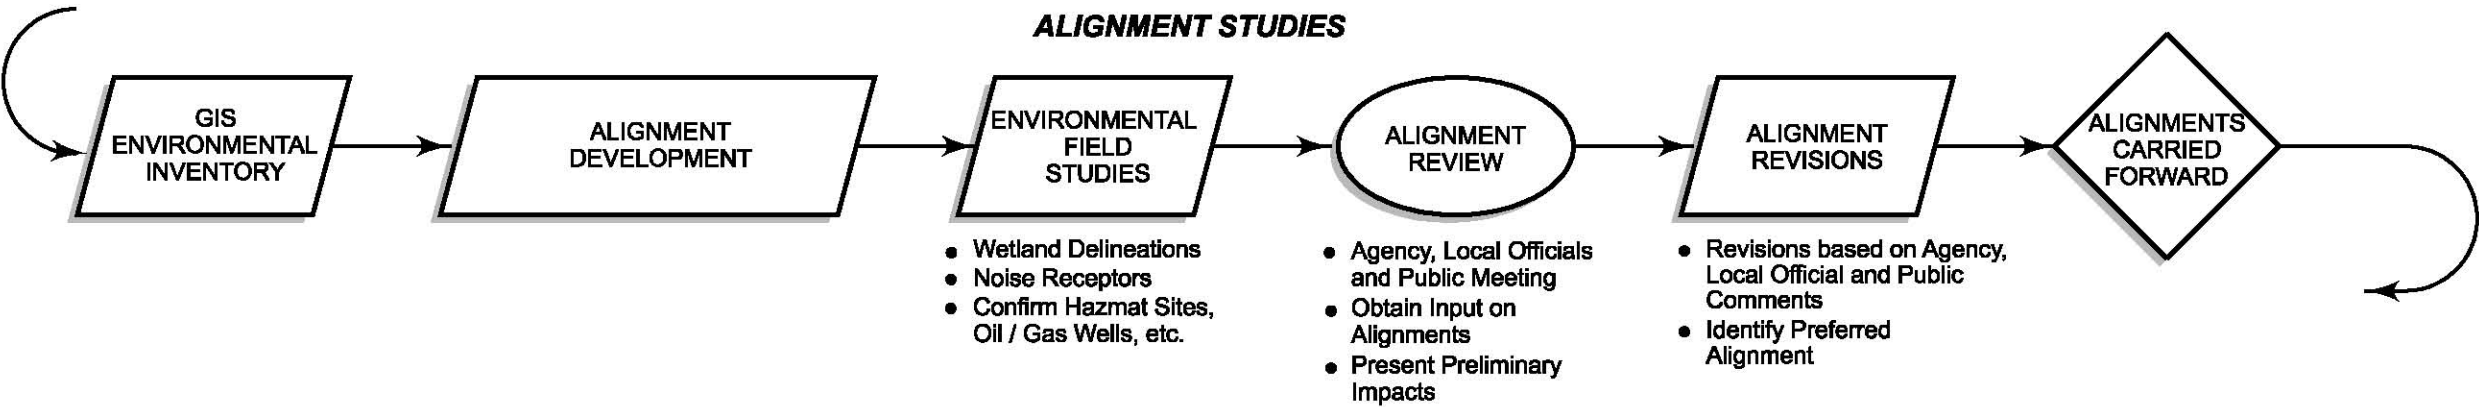 ALIGNMENT STUDIES
GIS
ENVIRONMENTAL
INVENTORY
ALIGNMENT
DEVELOPMENT
ENVIRONMENTAL
FIELD
STUDIES
ALIGNMENT
REVIEW
ALIGNMENT
REVISIONS
ALIGNMENTS
CARRIED
FORWARD
● Wetland Delineations
● Noise Receptors
● Confirm Hazmat Sites,
Oil / Gas Wells, etc.
● Agency, Local Officials
and Public Meeting
● Obtain Input on
Alignments
● Present Preliminary
Impacts
● Revisions based on Agency,
Local Official and Public
Comments
● Identify Preferred
Alignment